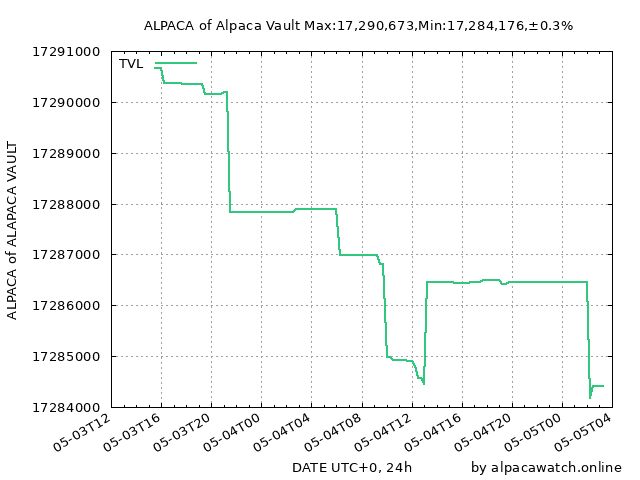 ALPACA of Alpaca Vault Max:17,290,673,Min:17,284,176,±0.3%
17291000
TVL
17290000
17289000
17288000
17287000
17286000
17285000
17284000
ALPACA of ALAPACA VAULT
05-03T12
05-03T16
05-03T20
05-04T00
05-04T04
05-04T08
05-04T12
05-04T16
05-04T20
05-05T00
05-05T04
DATE UTC+0, 24h
by alpacawatch.online